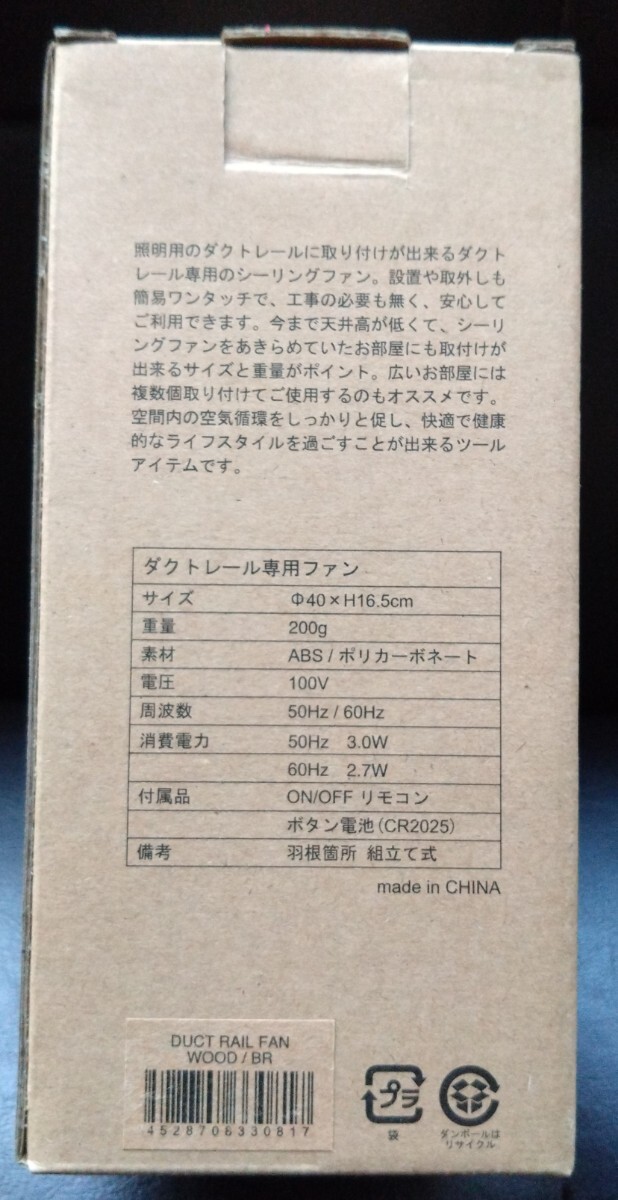 照明用のダクトレールに取り付けが出来るダクト
レール専用のシーリングファン。設置や取外しも
簡易ワンタッチで、工事の必要も無く、安心して
ご利用できます。今まで天井高が低くて、シーリ
ングファンをあきらめていたお部屋にも取付けが
出来るサイズと重量がポイント。広いお部屋には
複数個取り付けてご使用するのもオススメです。
空間内の空気循環をしっかりと促し、快適で健康
的なライフスタイルを過ごすことが出来るツール
アイテムです。
ダクトレール専用ファン
サイズ Φ40×H16.5cm
重量 200g
素材 ABS / ポリカーボネート
電圧 100V
周波数 50Hz / 60Hz
消費電力 50Hz 3.0W
60Hz 2.7W
付属品 ON/OFF リモコン
ボタン電池(CR2025)
備考 羽根箇所 組立て式
made in CHINA
DUCT RAIL FAN
WOOD / BR
4528706330817
プラ
袋
ダンボールは
リサイクル